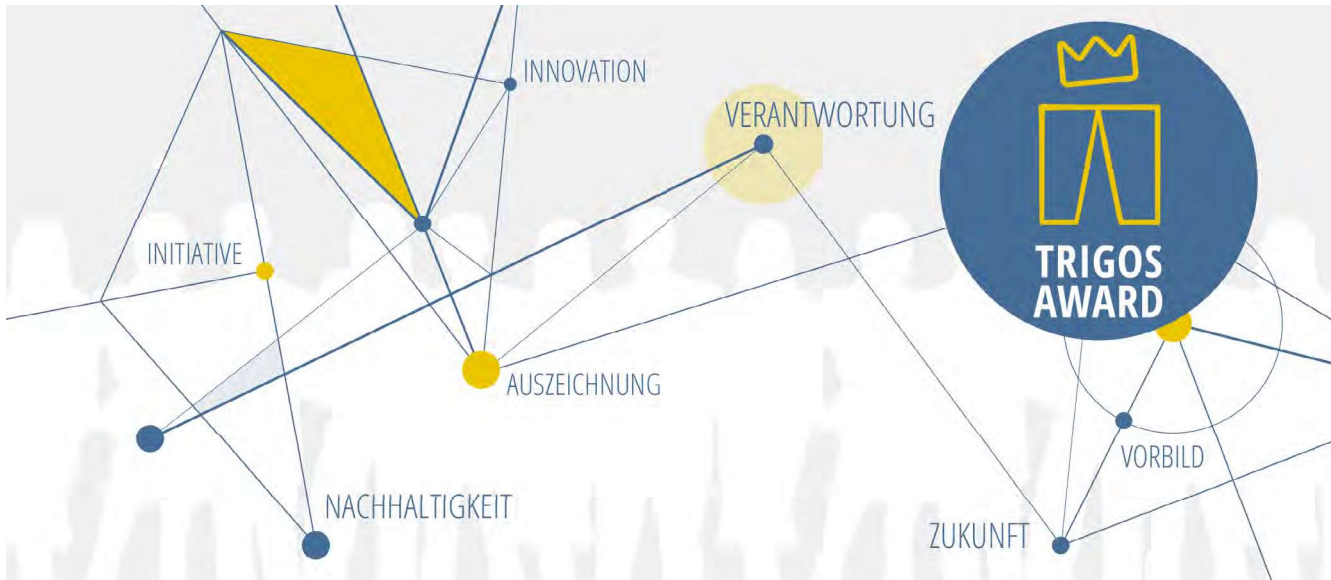 INNOVATION
VERANTWORTUNG
INITIATIVE
TRIGOS
AWARD
AUSZEICHNUNG
VORBILD
NACHHALTIGKEIT
ZUKUNFT